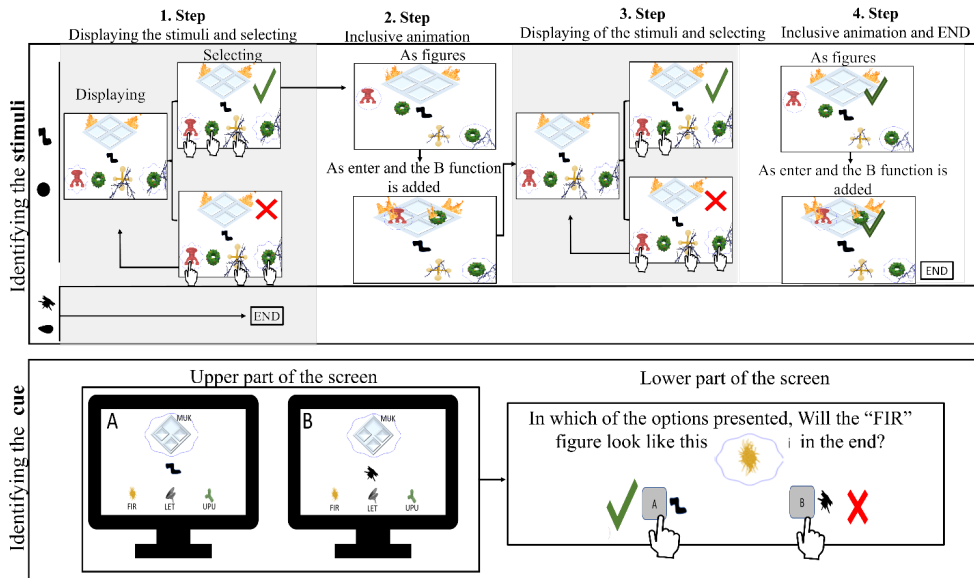 1. Step
Displaying the stimuli and selecting
2. Step
Inclusive animation
3. Step
Displaying of the stimuli and selecting
4. Step
Inclusive animation and END
Identifying the stimuli
Displaying
Selecting
As figures
As enter and the B function
is added
As figures
As enter and the B function is
added
END
END
Identifying the cue
Upper part of the screen
A
MUK
FIR
LET
UPU
B
MUK
FIR
LET
UPU
Lower part of the screen
In which of the options presented, Will the “FIR”
figure look like this in the end?
A
B